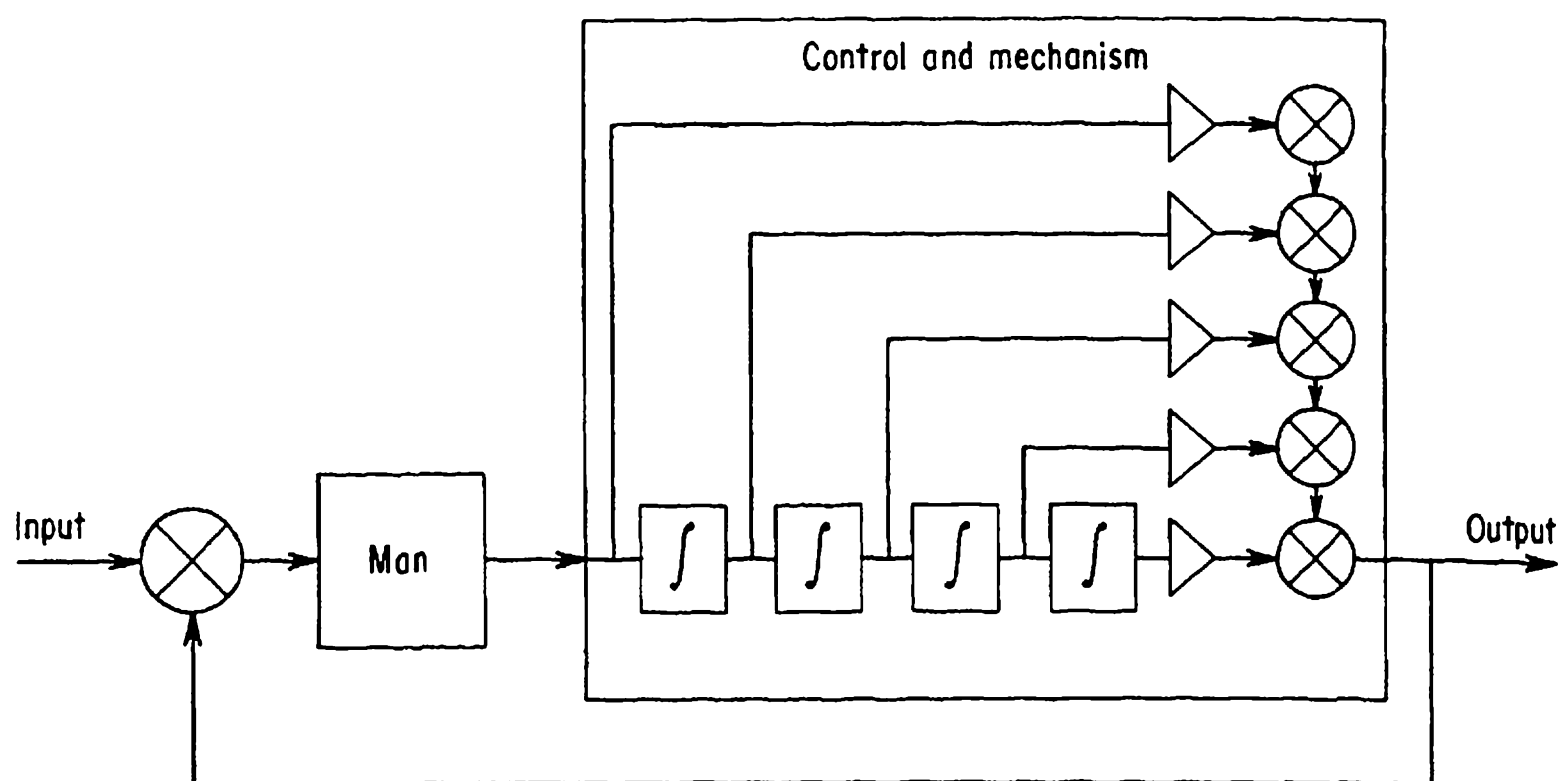 Control and mechanism
Input
Man
∫ ∫ ∫ ∫
Output